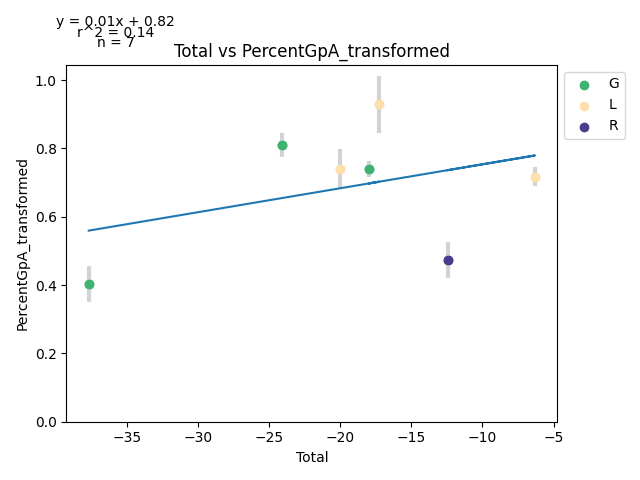 y = 0.01x + 0.82
r^2 = 0.14
n = 7
Total vs PercentGpA_transformed
G
L
R
PercentGpA_transformed
1.0
0.8
0.6
0.4
0.2
0.0
−35
−30
−25
−20
−15
−10
−5
Total